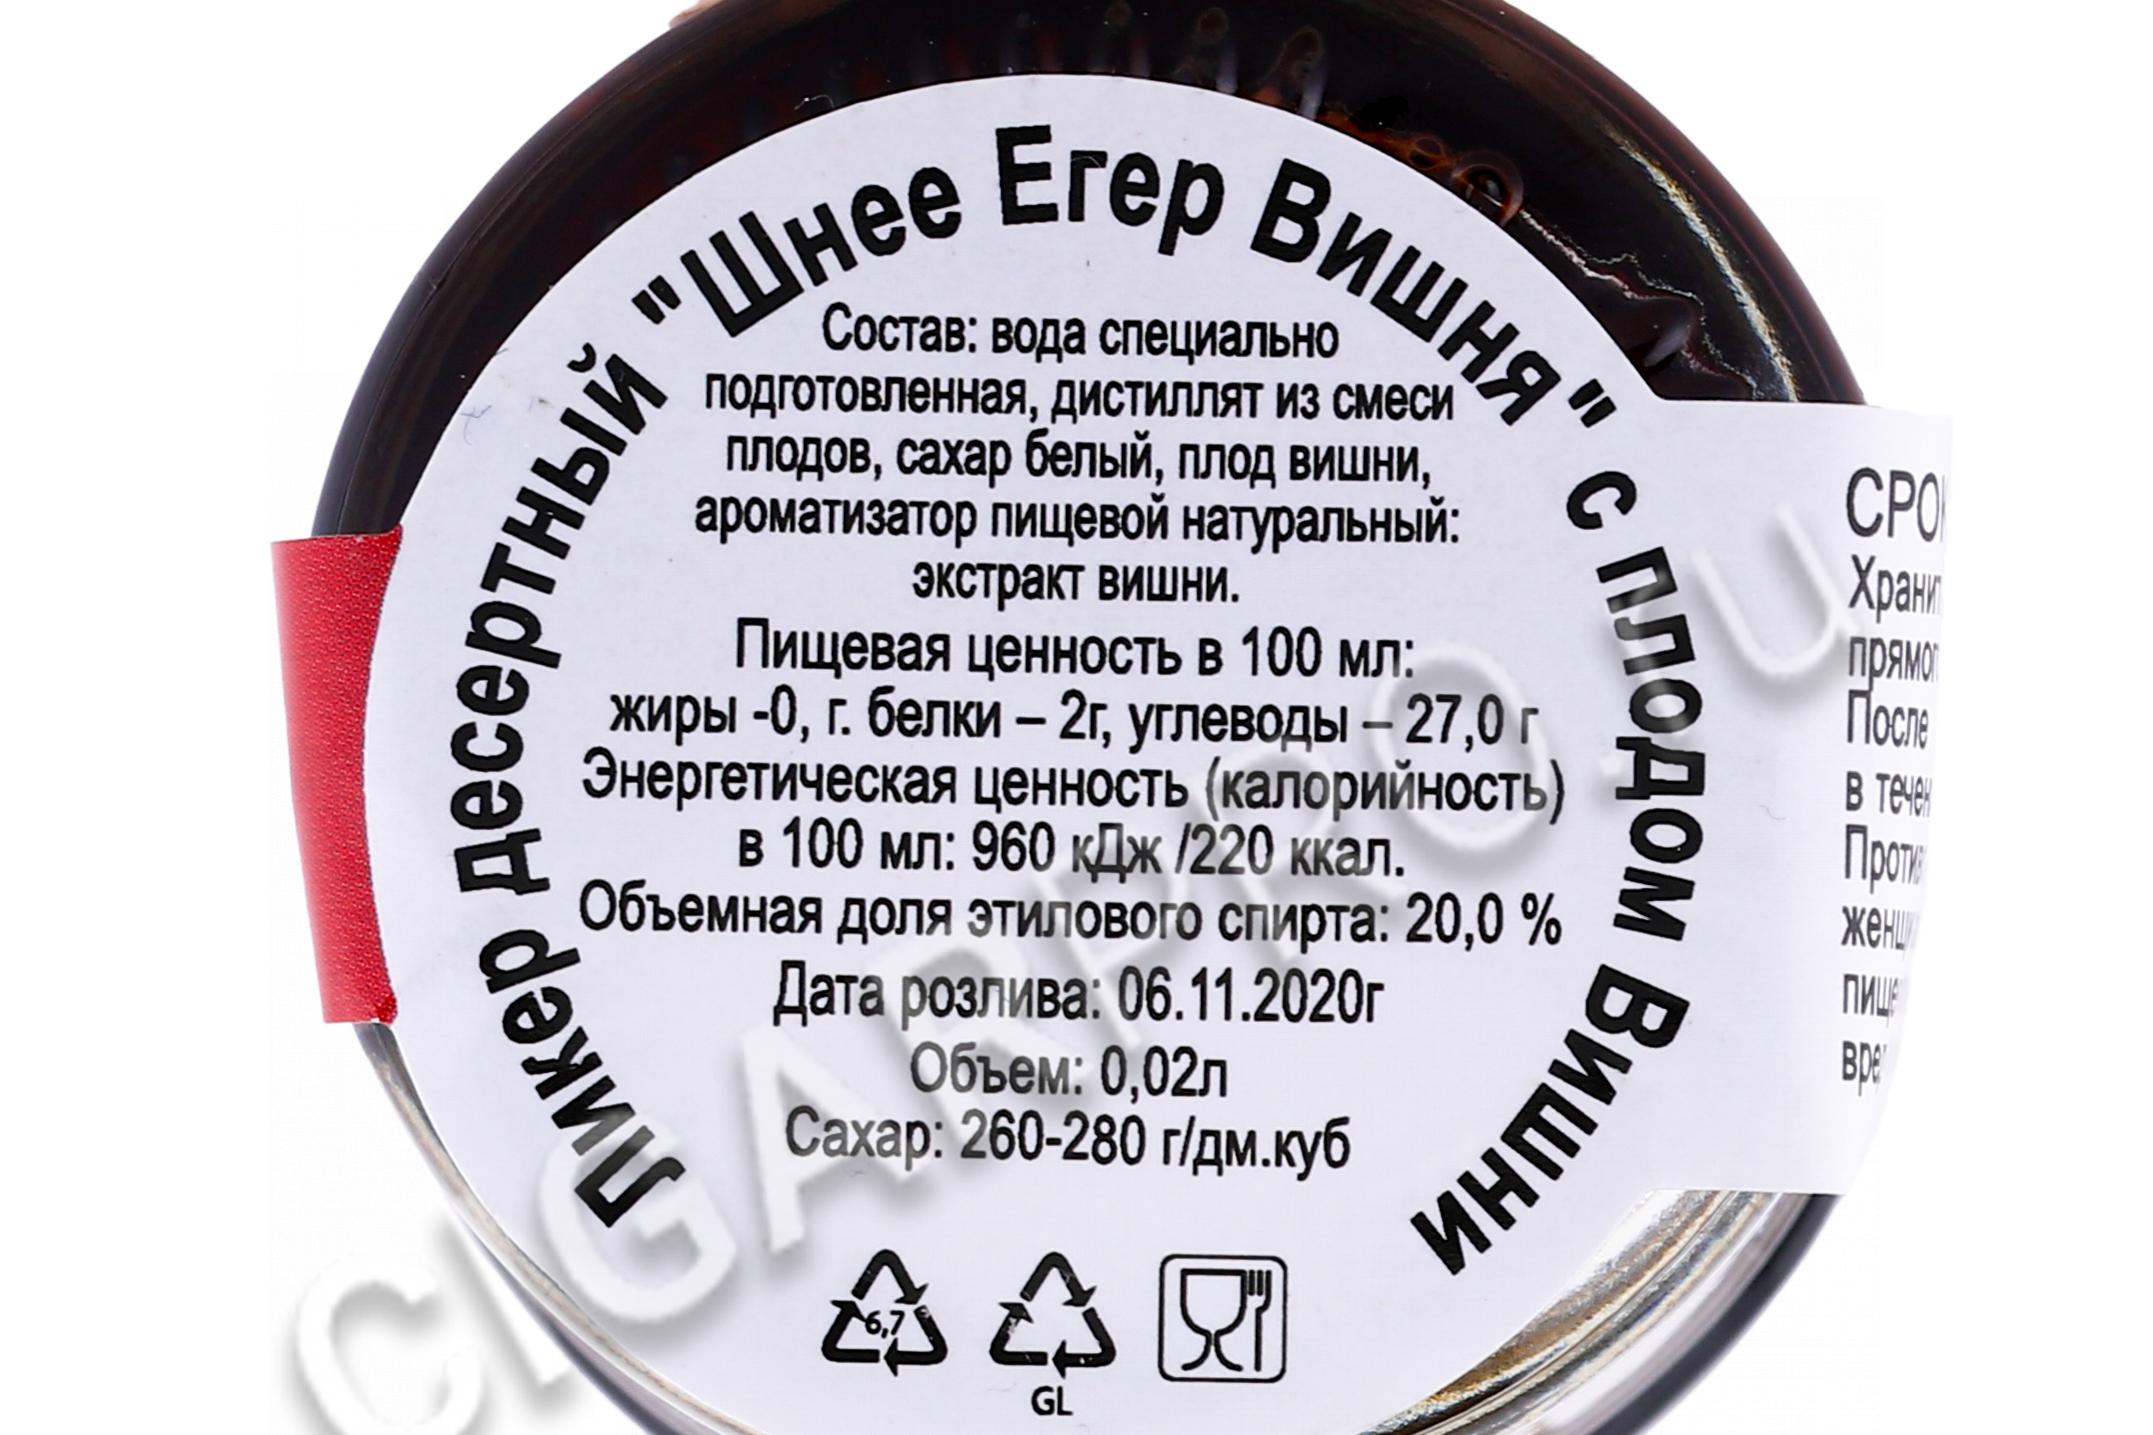 Ликер десертный "Шнее Егер Вишня" с плодом Вишни
Состав: вода специально
подготовленная, дистиллят из смеси
плодов, сахар белый, плод вишни,
ароматизатор пищевой натуральный:
экстракт вишни.
Пищевая ценность в 100 мл:
жиры -0, г. белки – 2г, углеводы – 27,0 г
Энергетическая ценность (калорийность)
в 100 мл: 960 кДж /220 ккал.
Объемная доля этилового спирта: 20,0 %
Дата розлива: 06.11.2020г
Объем: 0,02л
Сахар: 260-280 г/дм.куб
6,7
GL
После
CIGARPRO.ru